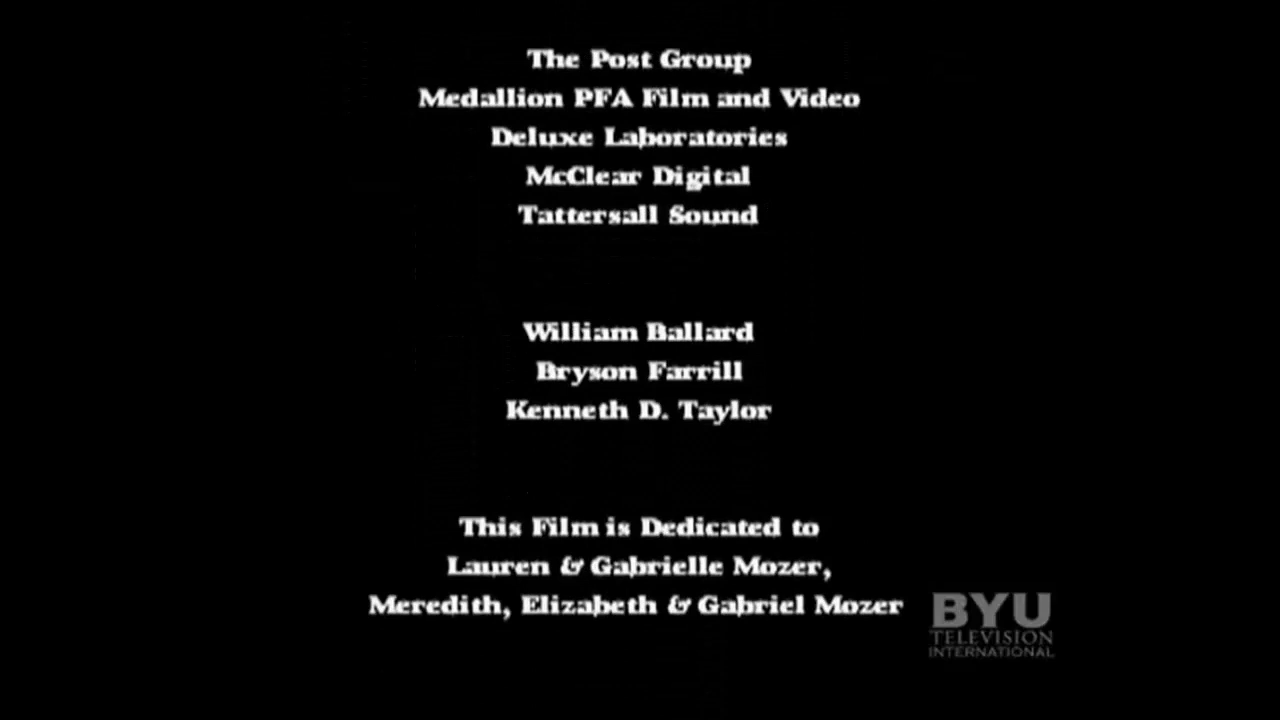 The Post Group
Medallion PFA Film and Video
Deluxe Laboratories
McClear Digital
Tattersall Sound
William Ballard
Bryson Farrill
Kenneth D. Taylor
This Film is Dedicated to
Lauren & Gabrielle Mozer,
Meredith, Elizabeth & Gabriel Mozer
BYU
TELEVISION
INTERNATIONAL